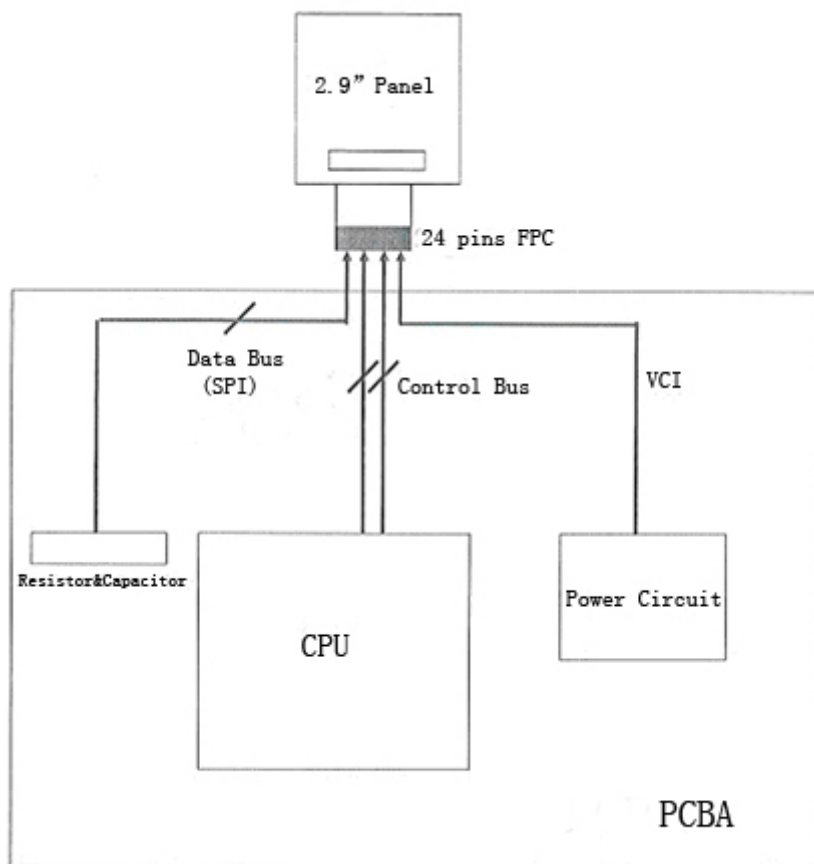 2.9” Panel
24 pins FPC
Data Bus
(SPI)
Control Bus
VCI
Resistor&Capacitor
CPU
Power Circuit
PCBA